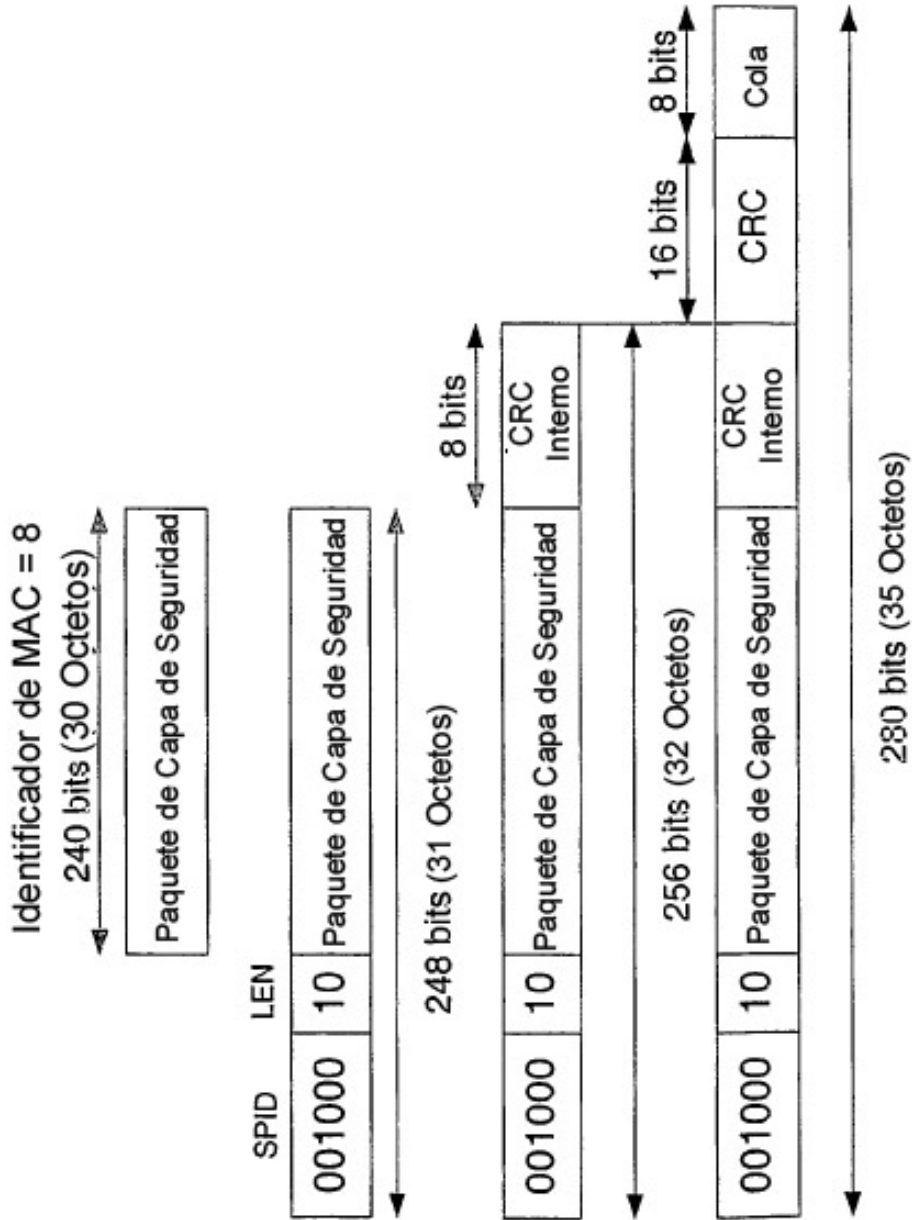 Identificador de MAC = 8
240 bits (30 Octetos)
Paquete de Capa de Seguridad
SPID LEN
001000 10 Paquete de Capa de Seguridad
248 bits (31 Octetos)
8 bits
001000 10 Paquete de Capa de Seguridad CRC
Interno
256 bits (32 Octetos)
16 bits 8 bits
001000 10 Paquete de Capa de Seguridad CRC
Interno CRC Cola
280 bits (35 Octetos)